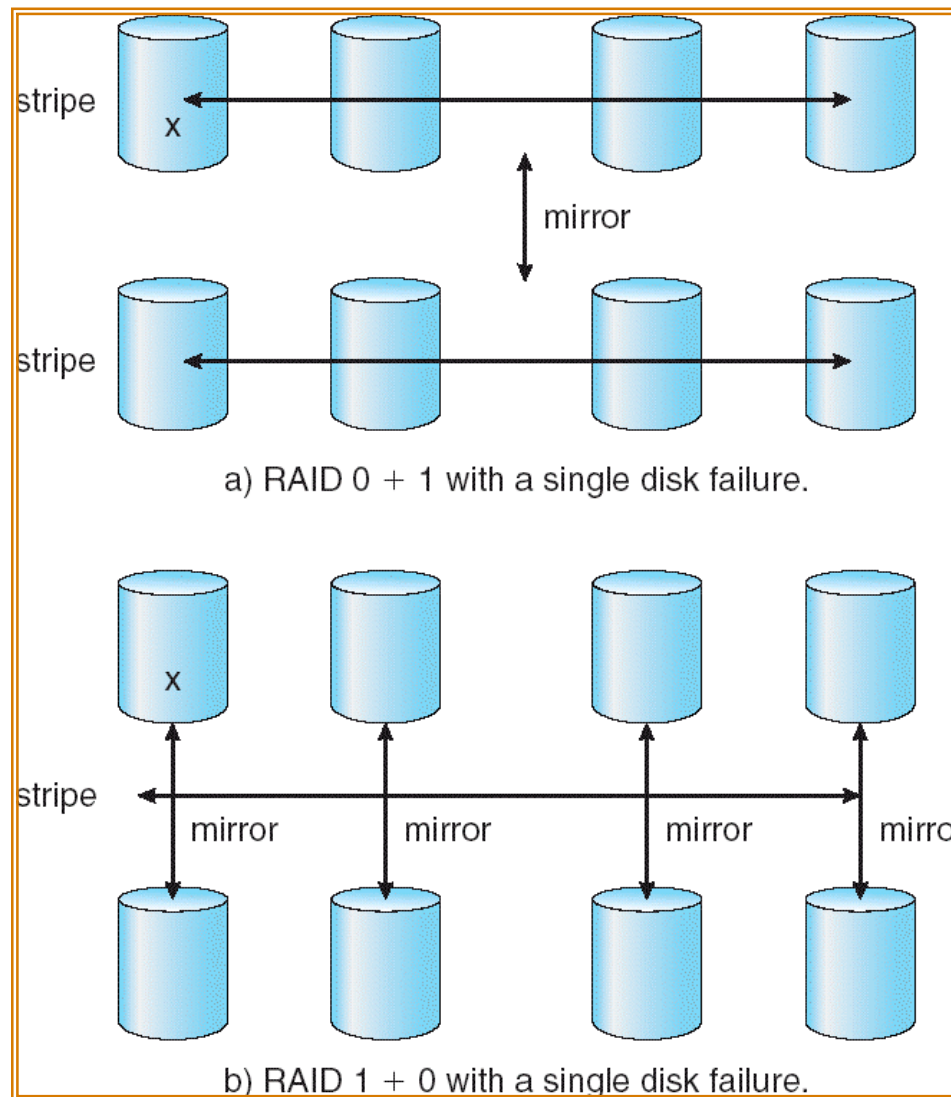 stripe
x
mirror
stripe
a) RAID 0 + 1 with a single disk failure.
x
stripe
mirror mirror mirror mirro
b) RAID 1 + 0 with a single disk failure.